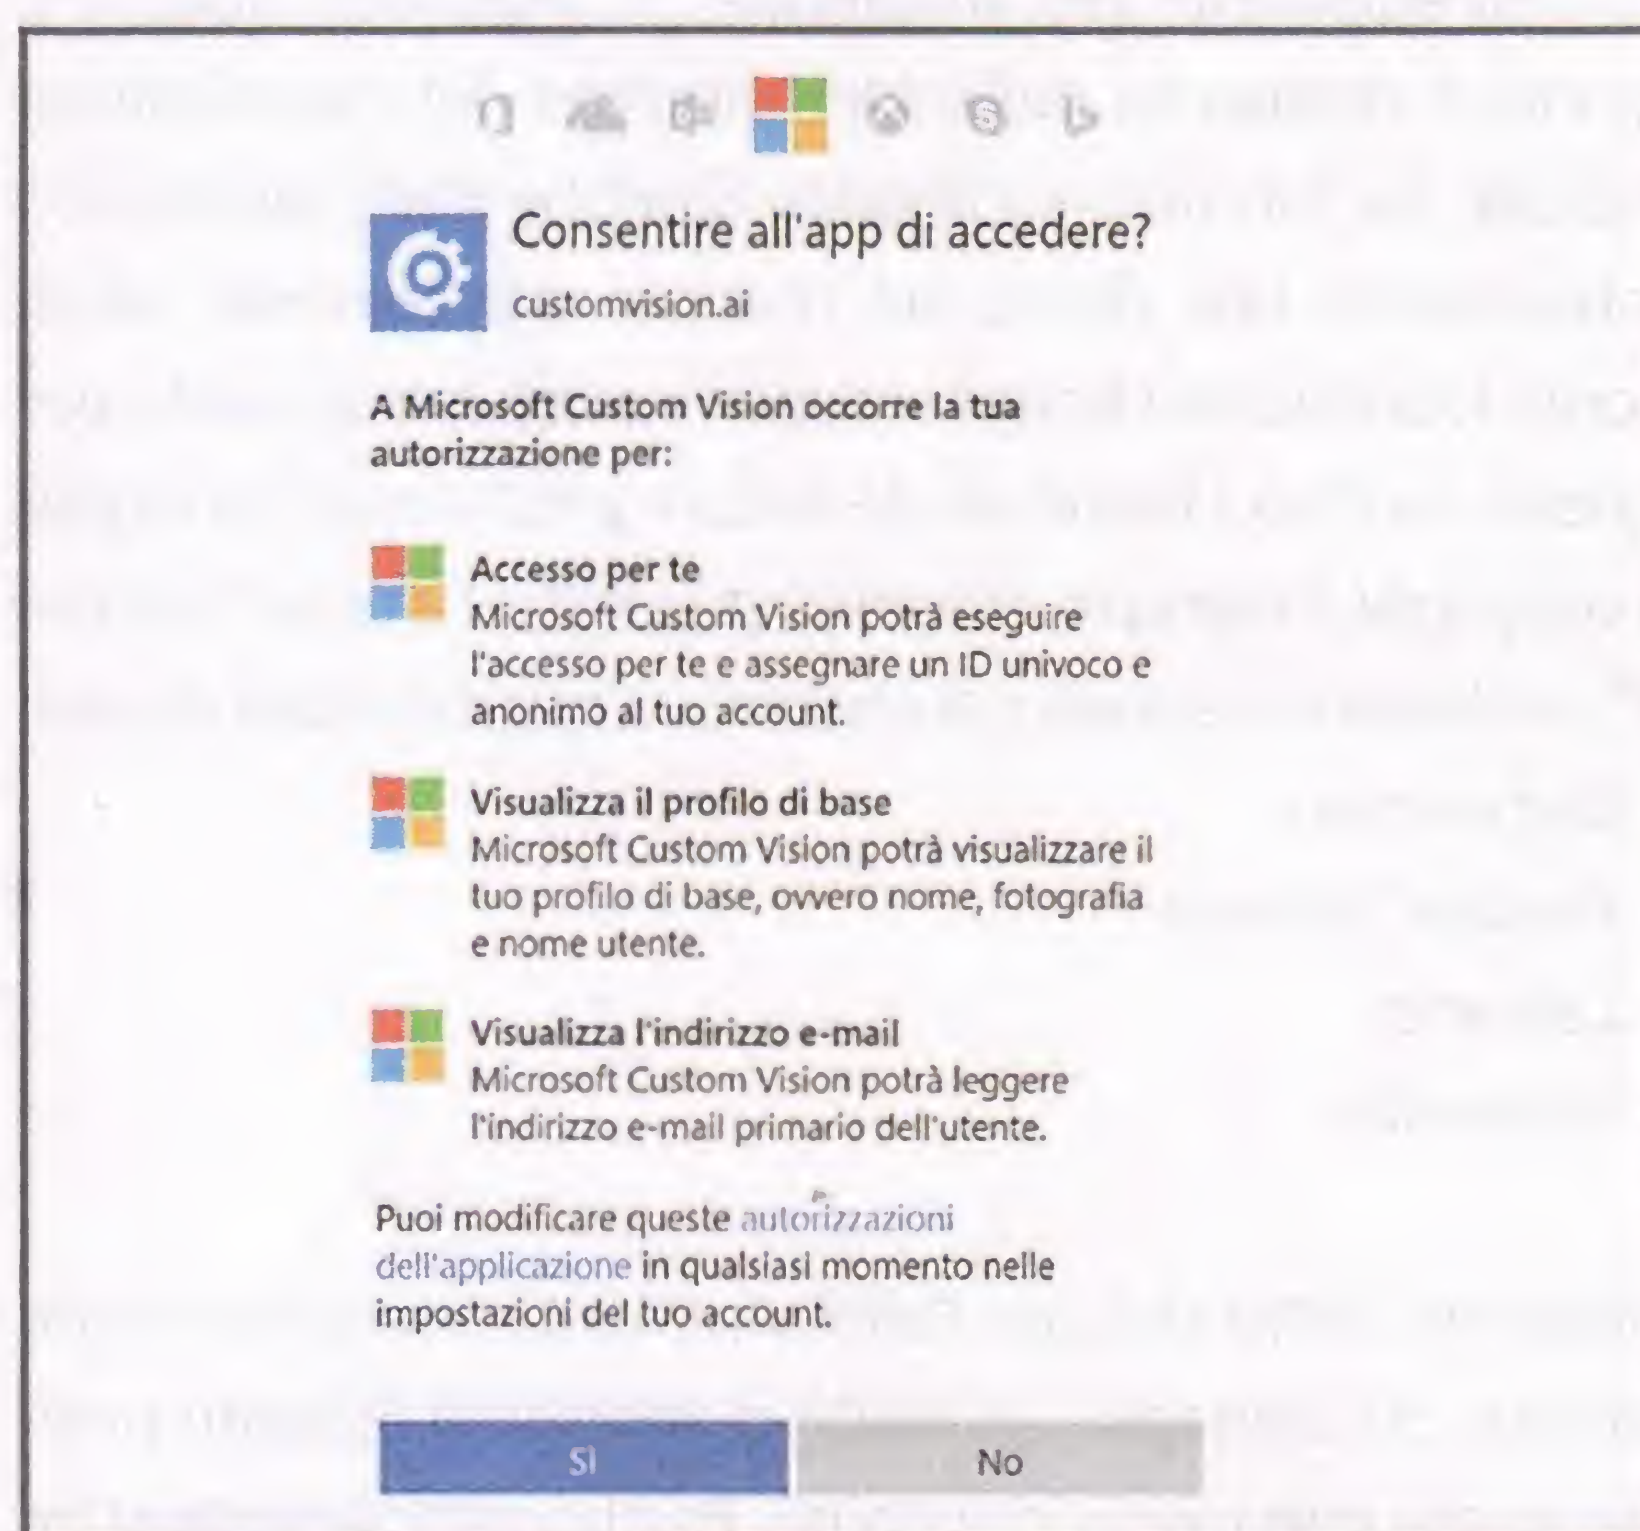 Consentire all'app di accedere?
customvision.ai
A Microsoft Custom Vision occorre la tua
autorizzazione per:
Accesso per te
Microsoft Custom Vision potrà eseguire
l'accesso per te e assegnare un ID univoco e
anonimo al tuo account.
Visualizza il profilo di base
Microsoft Custom Vision potrà visualizzare il
tuo profilo di base, ovvero nome, fotografia
e nome utente.
Visualizza l'indirizzo e-mail
Microsoft Custom Vision potrà leggere
l'indirizzo e-mail primario dell'utente.
Puoi modificare queste autorizzazioni
dell'applicazione in qualsiasi momento nelle
impostazioni del tuo account.
Sì
No